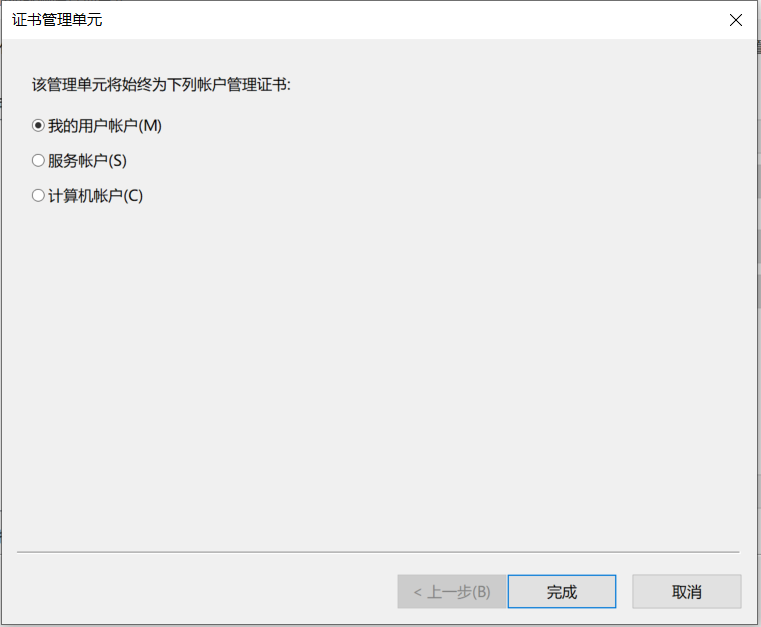 证书管理单元
该管理单元将始终为下列帐户管理证书:
我的用户帐户(M)
服务帐户(S)
计算机帐户(C)
< 上一步(B)
完成
取消